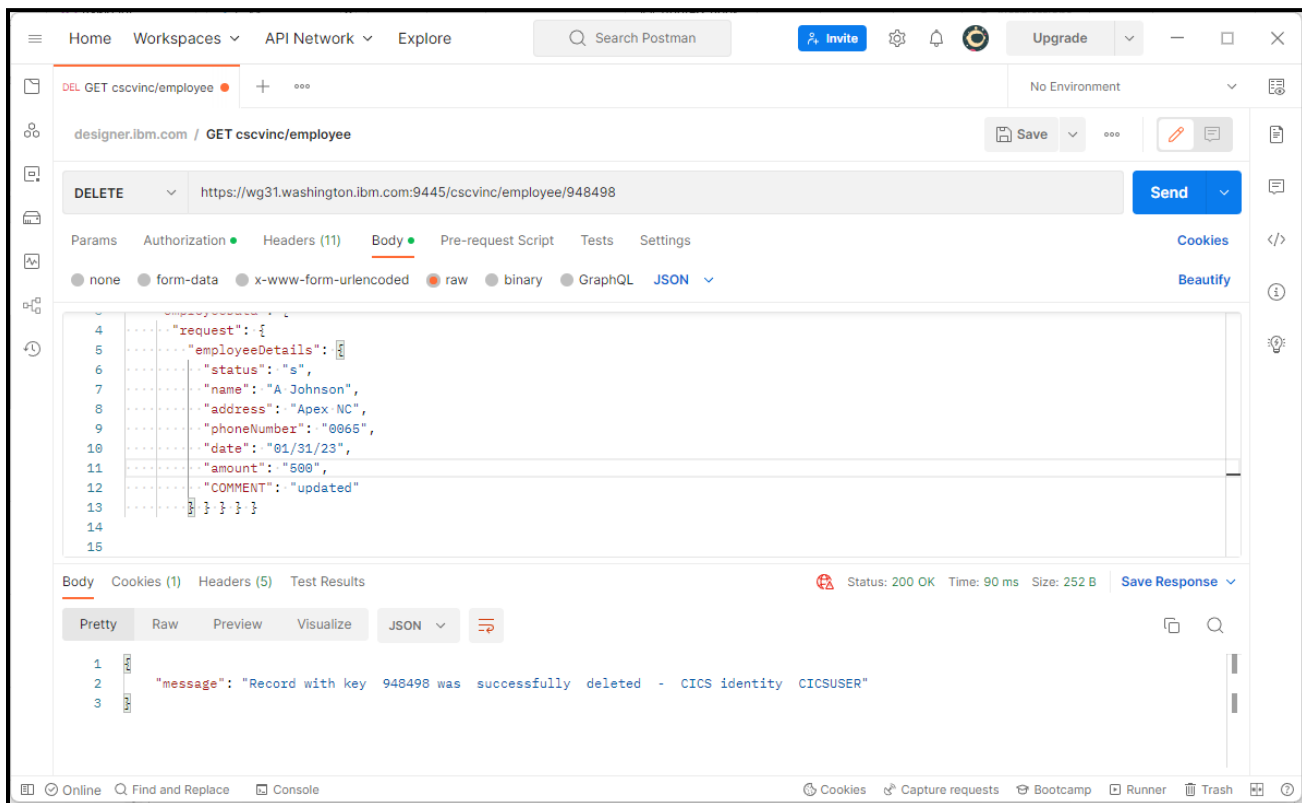 Home Workspaces API Network Explore Search Postman Invite Upgrade
DEL GET cscvinc/employee No Environment
designer.ibm.com / GET cscvinc/employee Save
DELETE https://wg31.washington.ibm.com:9445/cscvinc/employee/948498 Send
Params Authorization Headers (11) Body Pre-request Script Tests Settings Cookies
none form-data x-www-form-urlencoded raw binary GraphQL JSON Beautify
4 "request": {
5 "employeeDetails": {
6 "status": "s",
7 "name": "A Johnson",
8 "address": "Apex NC",
9 "phoneNumber": "0065",
10 "date": "01/31/23",
11 "amount": "500",
12 "COMMENT": "updated"
13 } } } } }
14
15
Body Cookies (1) Headers (5) Test Results Status: 200 OK Time: 90 ms Size: 252 B Save Response
Pretty Raw Preview Visualize JSON
1 {
2 "message": "Record with key 948498 was successfully deleted - CICS identity CICSUSER"
3 }
Online Find and Replace Console Cookies Capture requests Bootcamp Runner Trash